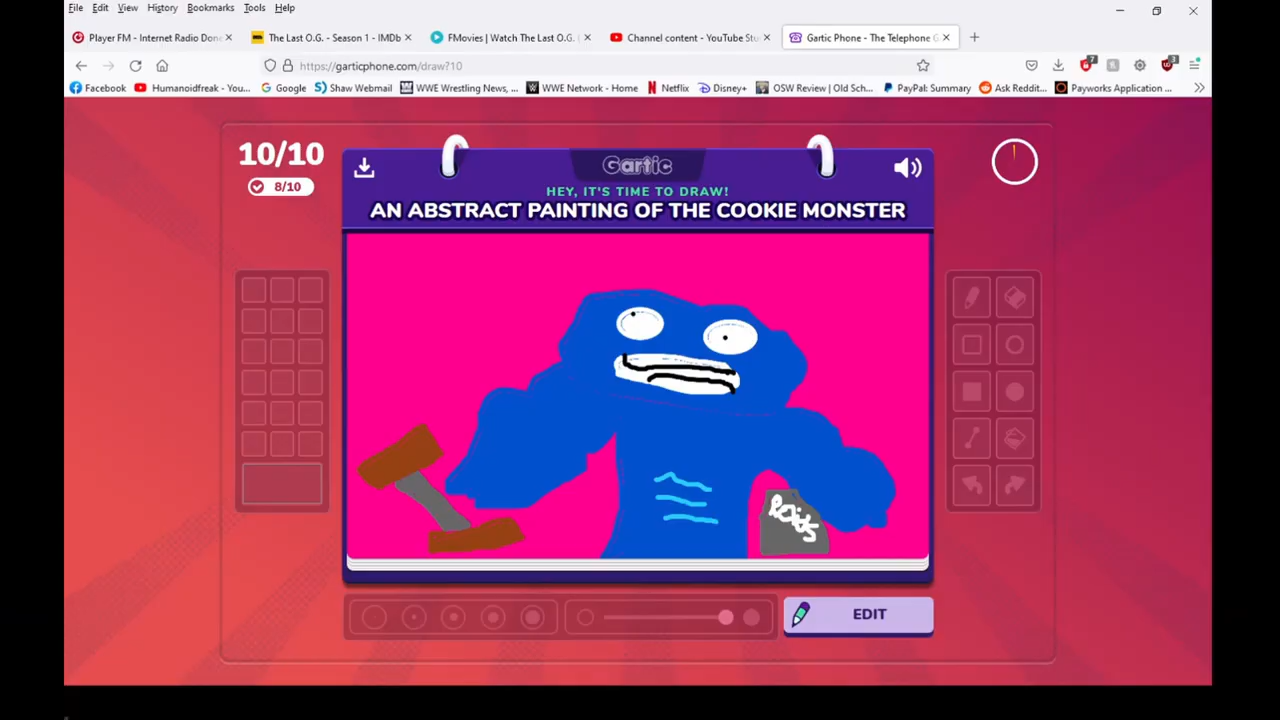 File Edit View History Bookmarks Tools Help
Player FM - Internet Radio Done
The Last O.G. - Season 1 - IMDb
FMovies | Watch The Last O.G. (
Channel content - YouTube Stu
Gartic Phone - The Telephone G
https://garticphone.com/draw?10
Facebook
Humanoidfreak - You...
Google
Shaw Webmail
WWE Wrestling News, ...
WWE Network - Home
Netflix
Disney+
OSW Review | Old Sch...
PayPal: Summary
Ask Reddit...
Payworks Application ...
10/10
8/10
Gartic
HEY, IT'S TIME TO DRAW!
AN ABSTRACT PAINTING OF THE COOKIE MONSTER
ROids
EDIT